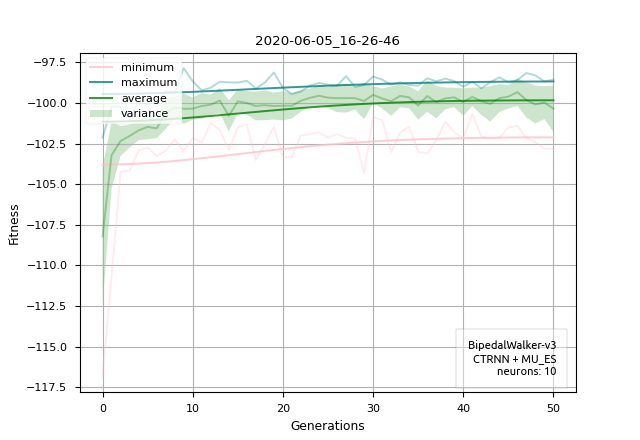 2020-06-05_16-26-46
minimum
maximum
average
variance
−97.5
−100.0
−102.5
−105.0
−107.5
−110.0
−112.5
−115.0
−117.5
Fitness
BipedalWalker-v3
CTRNN + MU_ES
neurons: 10
0 10 20 30 40 50
Generations